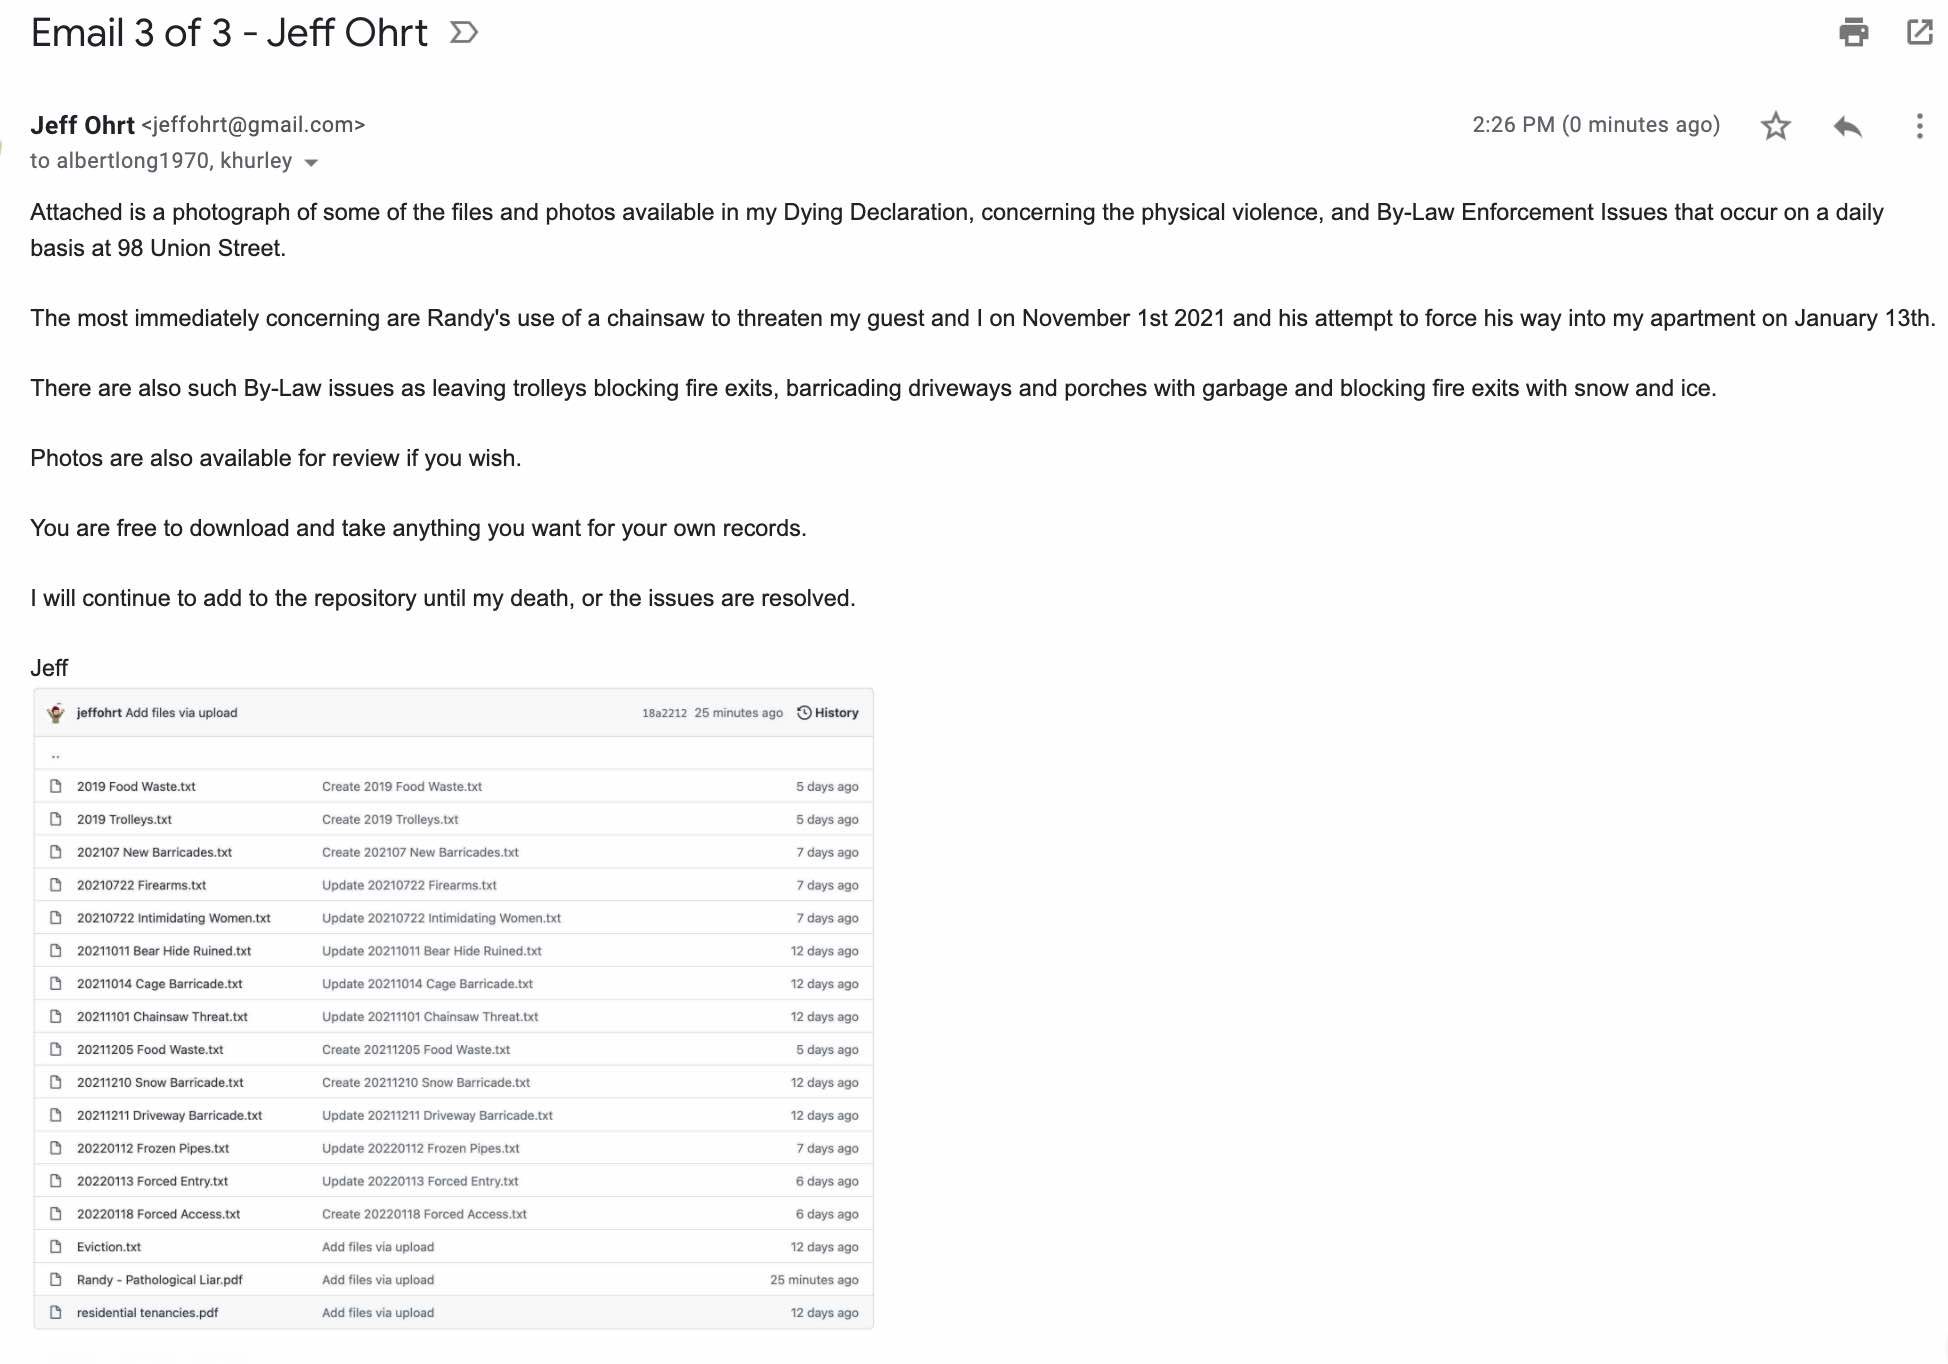 Email 3 of 3 - Jeff Ohrt
Jeff Ohrt <jeffohrt@gmail.com>
2:26 PM (0 minutes ago)
to albertlong1970, khurley
Attached is a photograph of some of the files and photos available in my Dying Declaration, concerning the physical violence, and By-Law Enforcement Issues that occur on a daily
basis at 98 Union Street.
The most immediately concerning are Randy's use of a chainsaw to threaten my guest and I on November 1st 2021 and his attempt to force his way into my apartment on January 13th.
There are also such By-Law issues as leaving trolleys blocking fire exits, barricading driveways and porches with garbage and blocking fire exits with snow and ice.
Photos are also available for review if you wish.
You are free to download and take anything you want for your own records.
I will continue to add to the repository until my death, or the issues are resolved.
Jeff
jeffohrt Add files via upload 18a2212 25 minutes ago History
..
2019 Food Waste.txt Create 2019 Food Waste.txt 5 days ago
2019 Trolleys.txt Create 2019 Trolleys.txt 5 days ago
202107 New Barricades.txt Create 202107 New Barricades.txt 7 days ago
20210722 Firearms.txt Update 20210722 Firearms.txt 7 days ago
20210722 Intimidating Women.txt Update 20210722 Intimidating Women.txt 7 days ago
20211011 Bear Hide Ruined.txt Update 20211011 Bear Hide Ruined.txt 12 days ago
20211014 Cage Barricade.txt Update 20211014 Cage Barricade.txt 12 days ago
20211101 Chainsaw Threat.txt Update 20211101 Chainsaw Threat.txt 12 days ago
20211205 Food Waste.txt Create 20211205 Food Waste.txt 5 days ago
20211210 Snow Barricade.txt Create 20211210 Snow Barricade.txt 12 days ago
20211211 Driveway Barricade.txt Update 20211211 Driveway Barricade.txt 12 days ago
20220112 Frozen Pipes.txt Update 20220112 Frozen Pipes.txt 7 days ago
20220113 Forced Entry.txt Update 20220113 Forced Entry.txt 6 days ago
20220118 Forced Access.txt Create 20220118 Forced Access.txt 6 days ago
Eviction.txt Add files via upload 12 days ago
Randy - Pathological Liar.pdf Add files via upload 25 minutes ago
residential tenancies.pdf Add files via upload 12 days ago